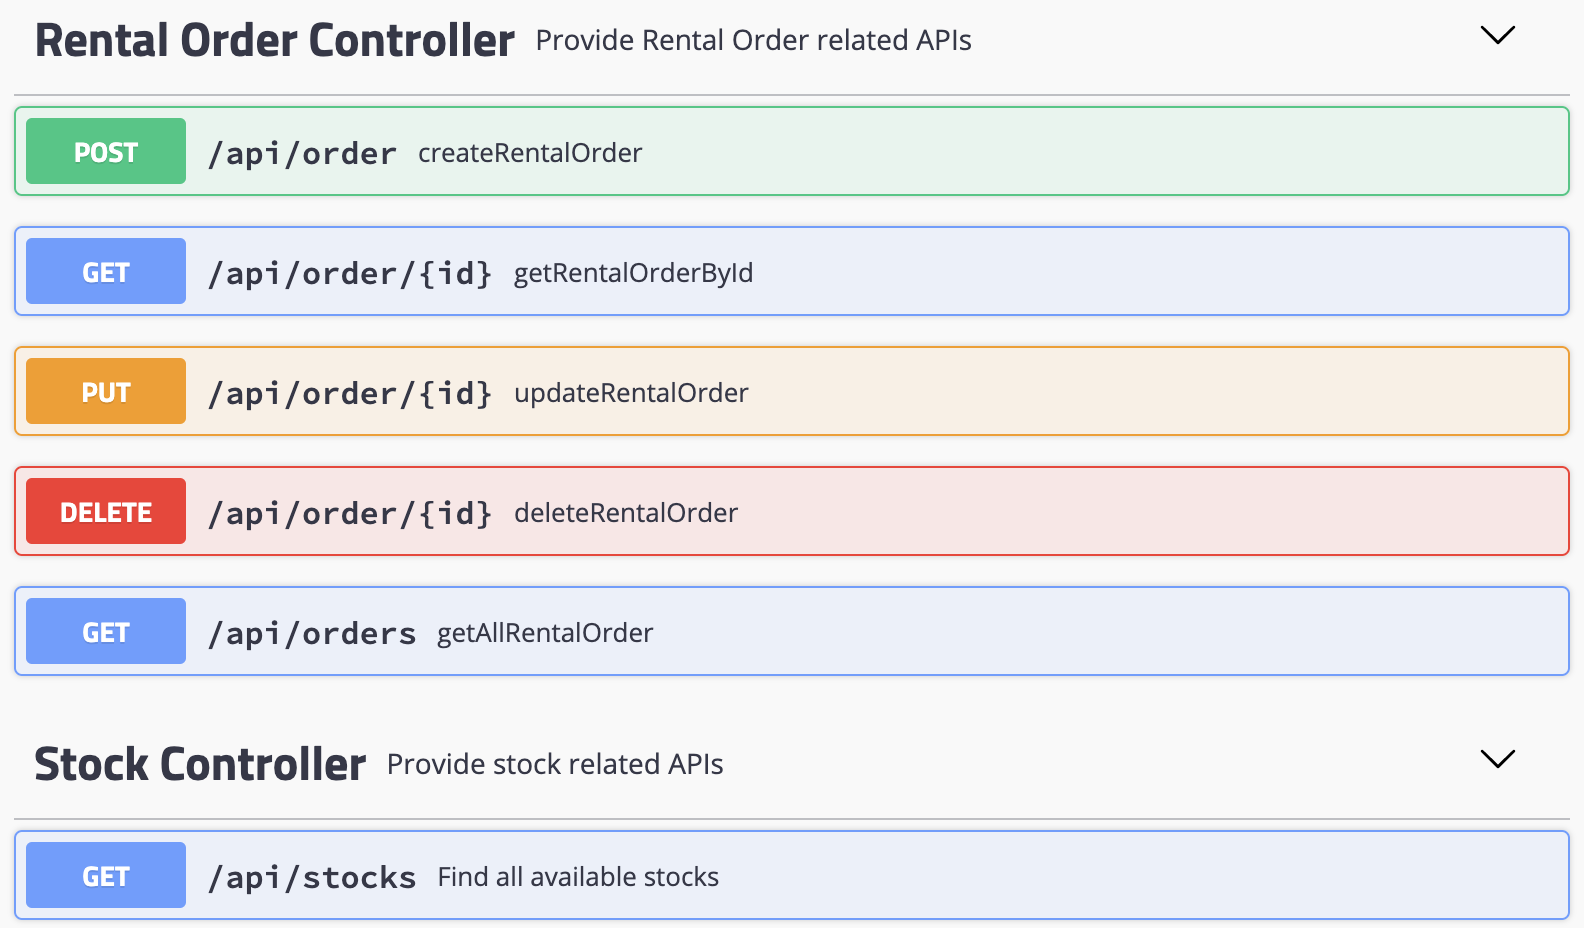 Rental Order Controller Provide Rental Order related APIs
POST /api/order createRentalOrder
GET /api/order/{id} getRentalOrderById
PUT /api/order/{id} updateRentalOrder
DELETE /api/order/{id} deleteRentalOrder
GET /api/orders getAllRentalOrder
Stock Controller Provide stock related APIs
GET /api/stocks Find all available stocks